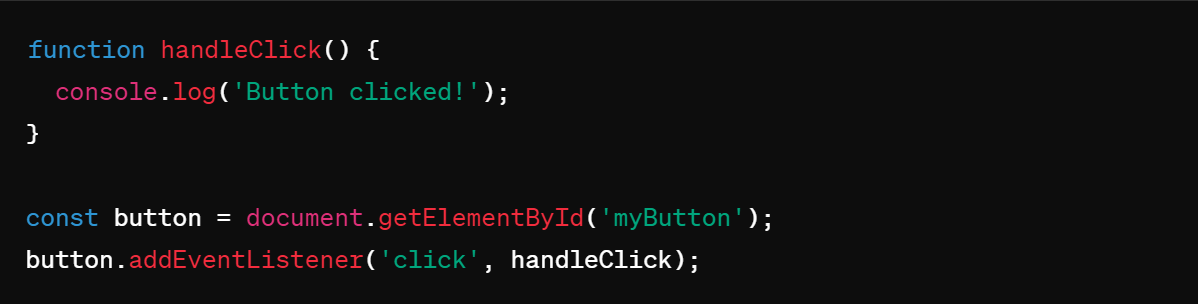 function handleClick() {
  console.log('Button clicked!');
}

const button = document.getElementById('myButton');
button.addEventListener('click', handleClick);